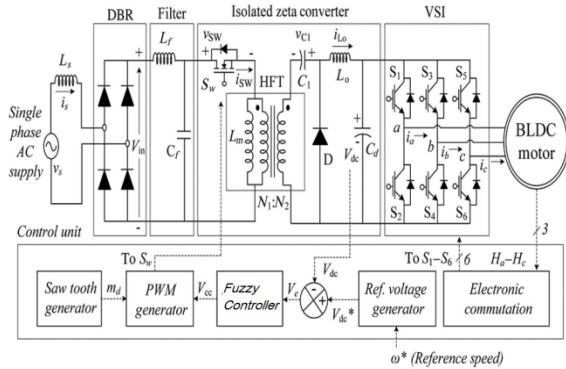 DBR Filter Isolated zeta converter VSI
Ls
is
Single
phase
AC
supply
vs
+
Vin
-
Lf
Cf
+ vSW -
Sw
iSW
HFT
Lm
N1:N2
vC1
C1
iLo
Lo
D
+
Vdc
-
Cd
S1 S3 S5
a ia b ib c ic
S2 S4 S6
BLDC
motor
3
Control unit
To Sw
Vdc
To S1–S6
6
Ha–Hc
Saw tooth
generator
md
PWM
generator
Vcc
Fuzzy
Controller
Ve
- +
Vdc*
Ref. voltage
generator
Electronic
commutation
ω* (Reference speed)